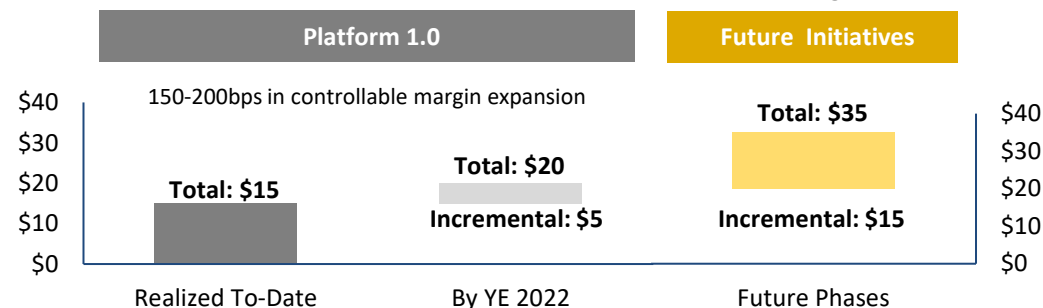 Platform 1.0
Future Initiatives
150-200bps in controllable margin expansion
$40
$30
$20
$10
$0
Total: $15
Total: $20
Incremental: $5
Total: $35
Incremental: $15
$40
$30
$20
$10
$0
Realized To-Date
By YE 2022
Future Phases